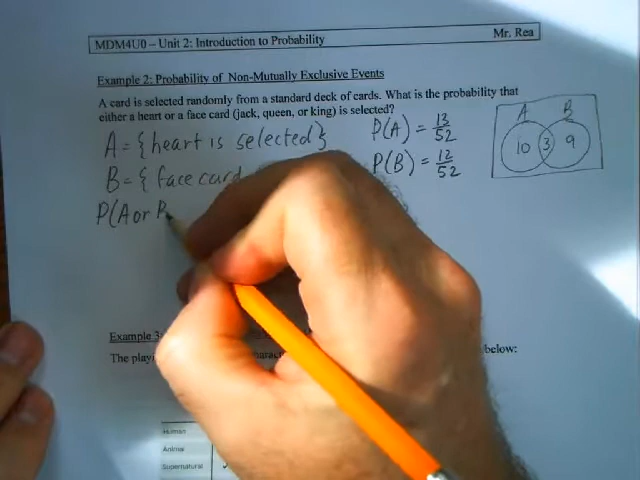 MDM4U0 – Unit 2: Introduction to Probability Mr. Rea
Example 2: Probability of Non-Mutually Exclusive Events
A card is selected randomly from a standard deck of cards. What is the probability that
either a heart or a face card (jack, queen, or king) is selected?
A = { heart is selected }
P(A) = 13/52
B = { face card
P(B) = 12/52
A B
10 3 9
P(A or B
Example 3
The play
below:
Human
Animal
Supernatural ✓